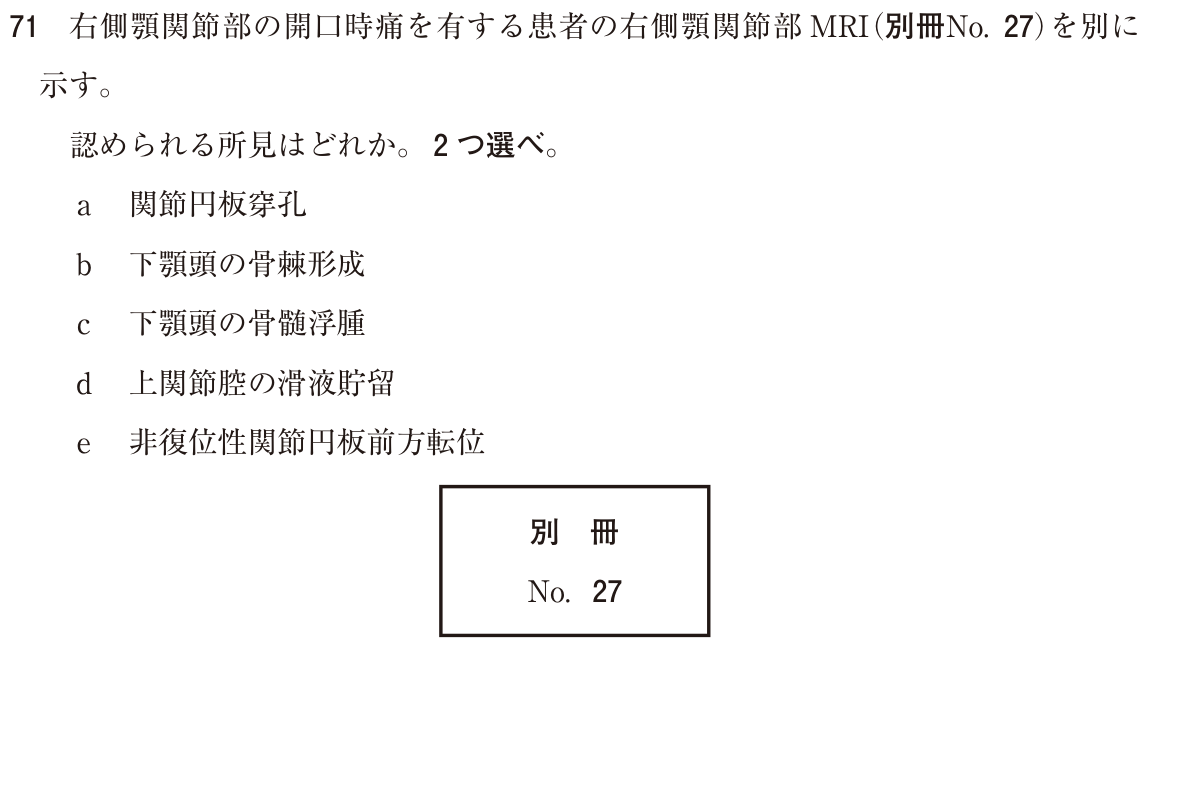 71 右側顎関節部の開口時痛を有する患者の右側顎関節部 MRI(別冊No. 27)を別に
示す。
認められる所見はどれか。2 つ選べ。
a 関節円板穿孔
b 下顎頭の骨棘形成
c 下顎頭の骨髄浮腫
d 上関節腔の滑液貯留
e 非復位性関節円板前方転位
別 冊
No. 27